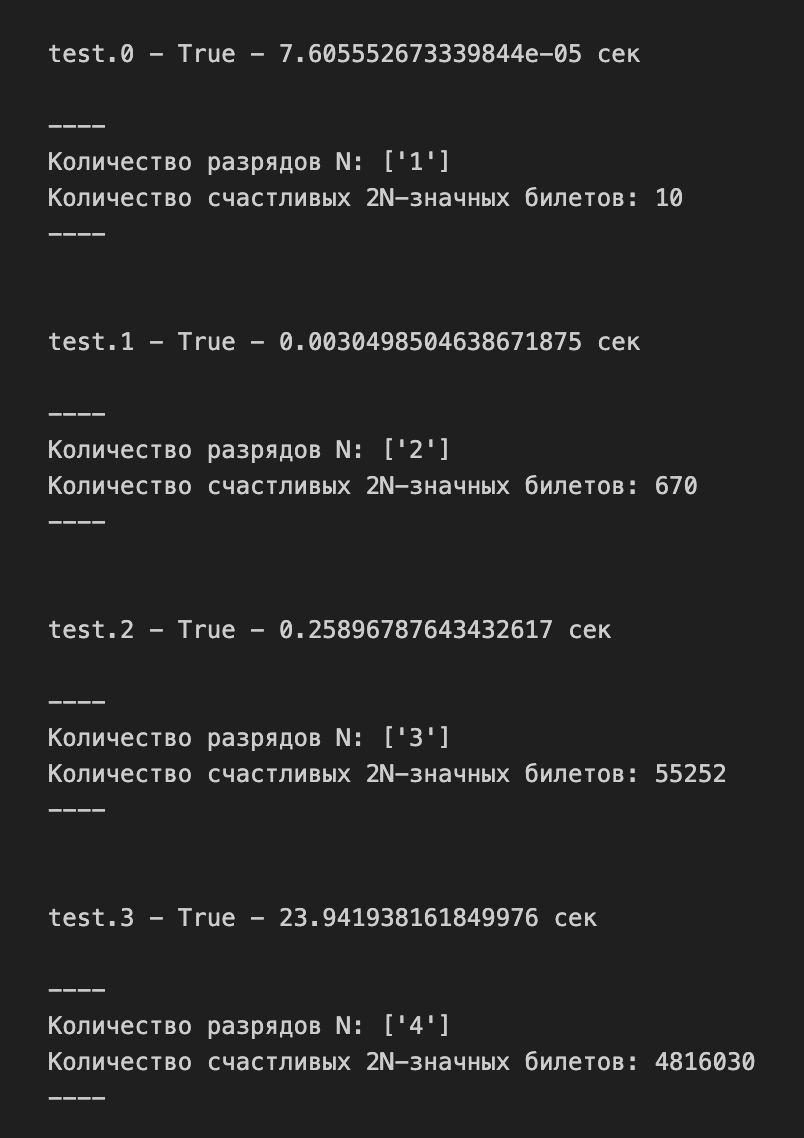 test.0 - True - 7.605552673339844e-05 сек
----
Количество разрядов N: ['1']
Количество счастливых 2N-значных билетов: 10
----
test.1 - True - 0.0030498504638671875 сек
----
Количество разрядов N: ['2']
Количество счастливых 2N-значных билетов: 670
----
test.2 - True - 0.25896787643432617 сек
----
Количество разрядов N: ['3']
Количество счастливых 2N-значных билетов: 55252
----
test.3 - True - 23.941938161849976 сек
----
Количество разрядов N: ['4']
Количество счастливых 2N-значных билетов: 4816030
----